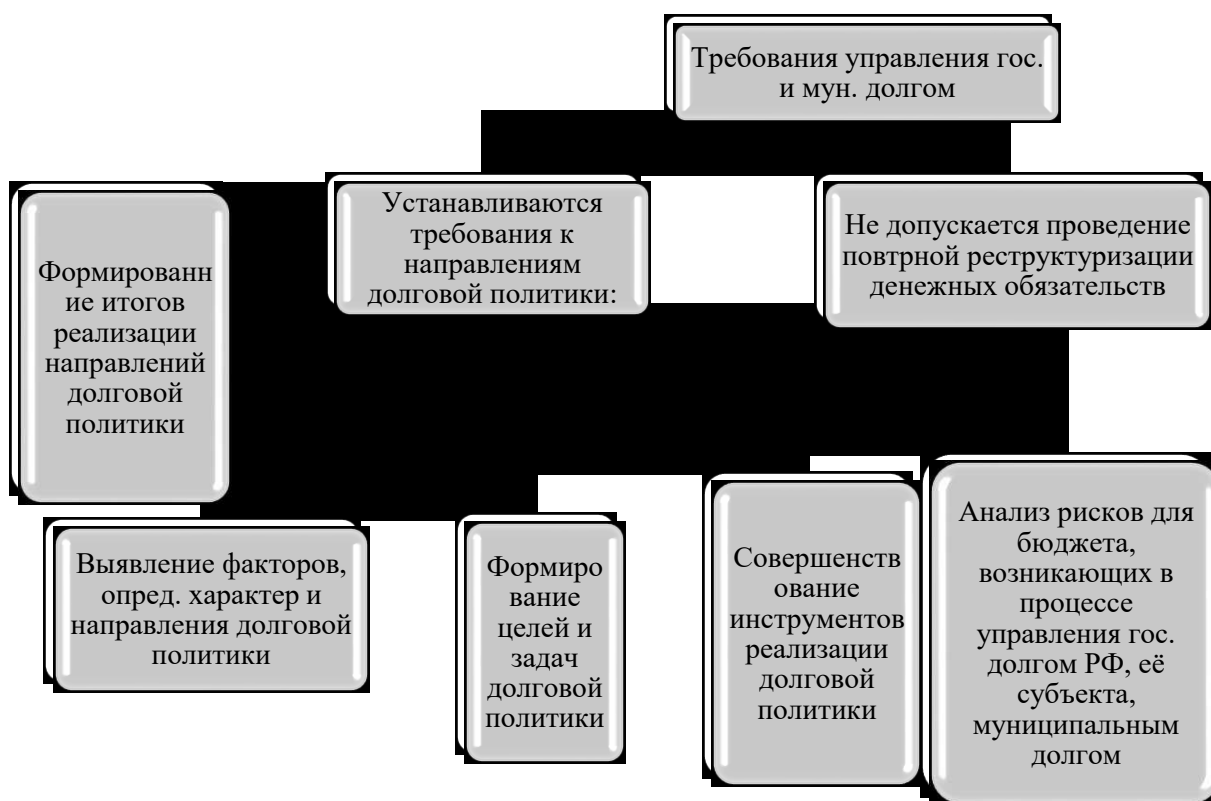 Требования управления гос.
и мун. долгом
Устанавливаются
требования к
направлениям
долговой политики:
Не допускается проведение
повтрной реструктуризации
денежных обязательств
Формированн
ие итогов
реализации
направлений
долговой
политики
Выявление факторов,
опред. характер и
направления долговой
политики
Формиро
вание
целей и
задач
долговой
политики
Совершенств
ование
инструментов
реализации
долговой
политики
Анализ рисков для
бюджета,
возникающих в
процессе
управления гос.
долгом РФ, её
субъекта,
муниципальным
долгом